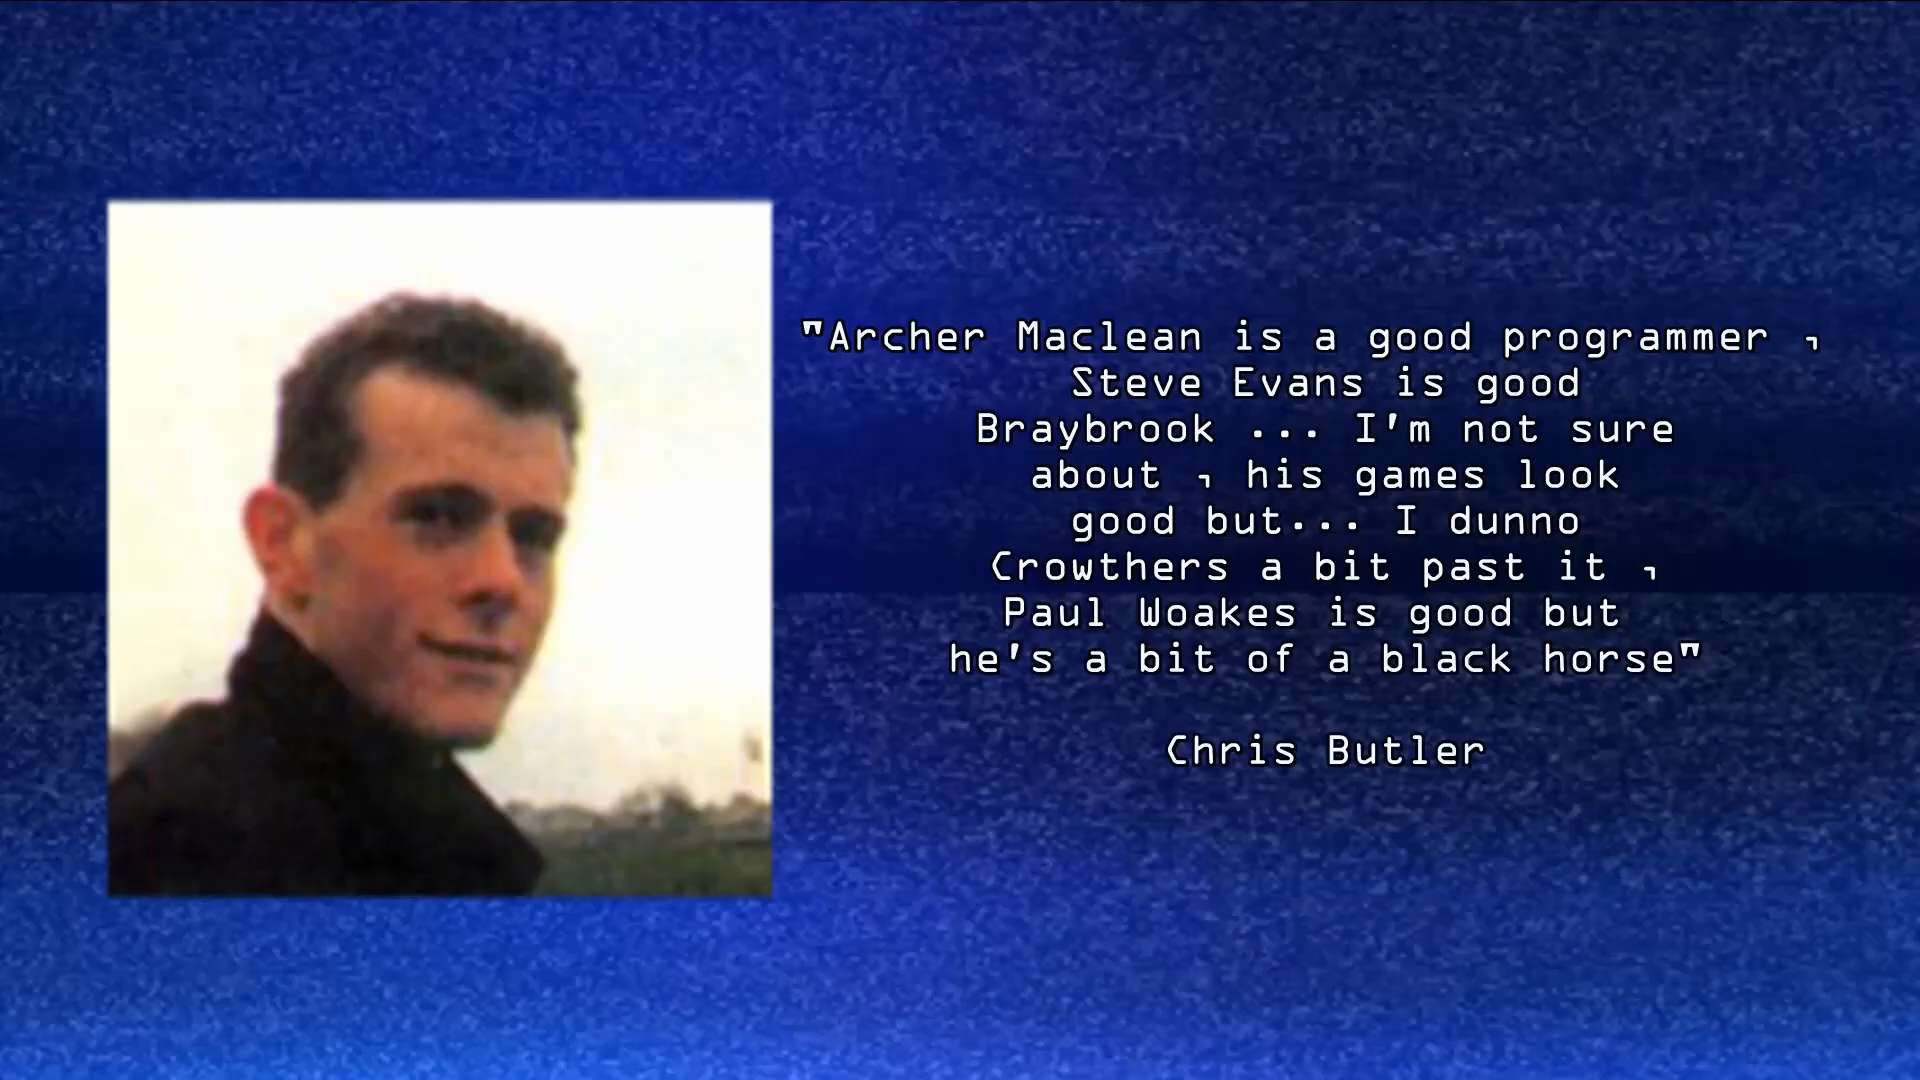 "Archer Maclean is a good programmer ,
Steve Evans is good
Braybrook ... I'm not sure
about , his games look
good but... I dunno
Crowthers a bit past it ,
Paul Woakes is good but
he's a bit of a black horse"
Chris Butler